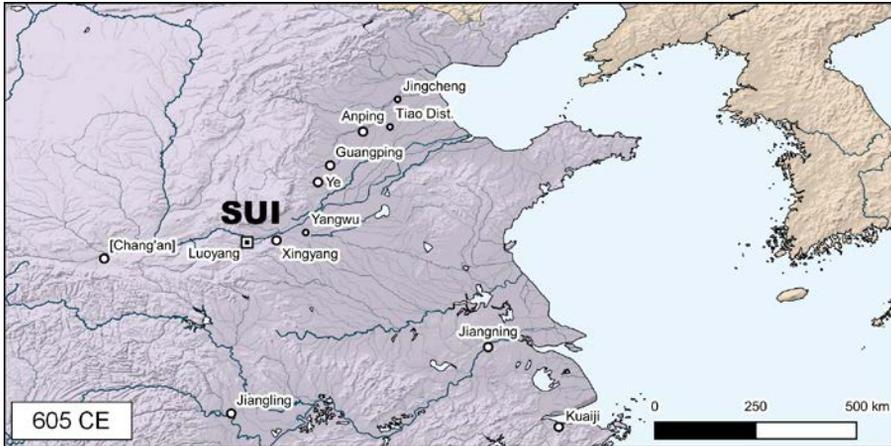 Jingcheng
Anping
Tiao Dist.
Guangping
Ye
SUI
Yangwu
[Chang'an]
Luoyang
Xingyang
Jiangning
Jiangling
Kuaiji
605 CE
0 250 500 km